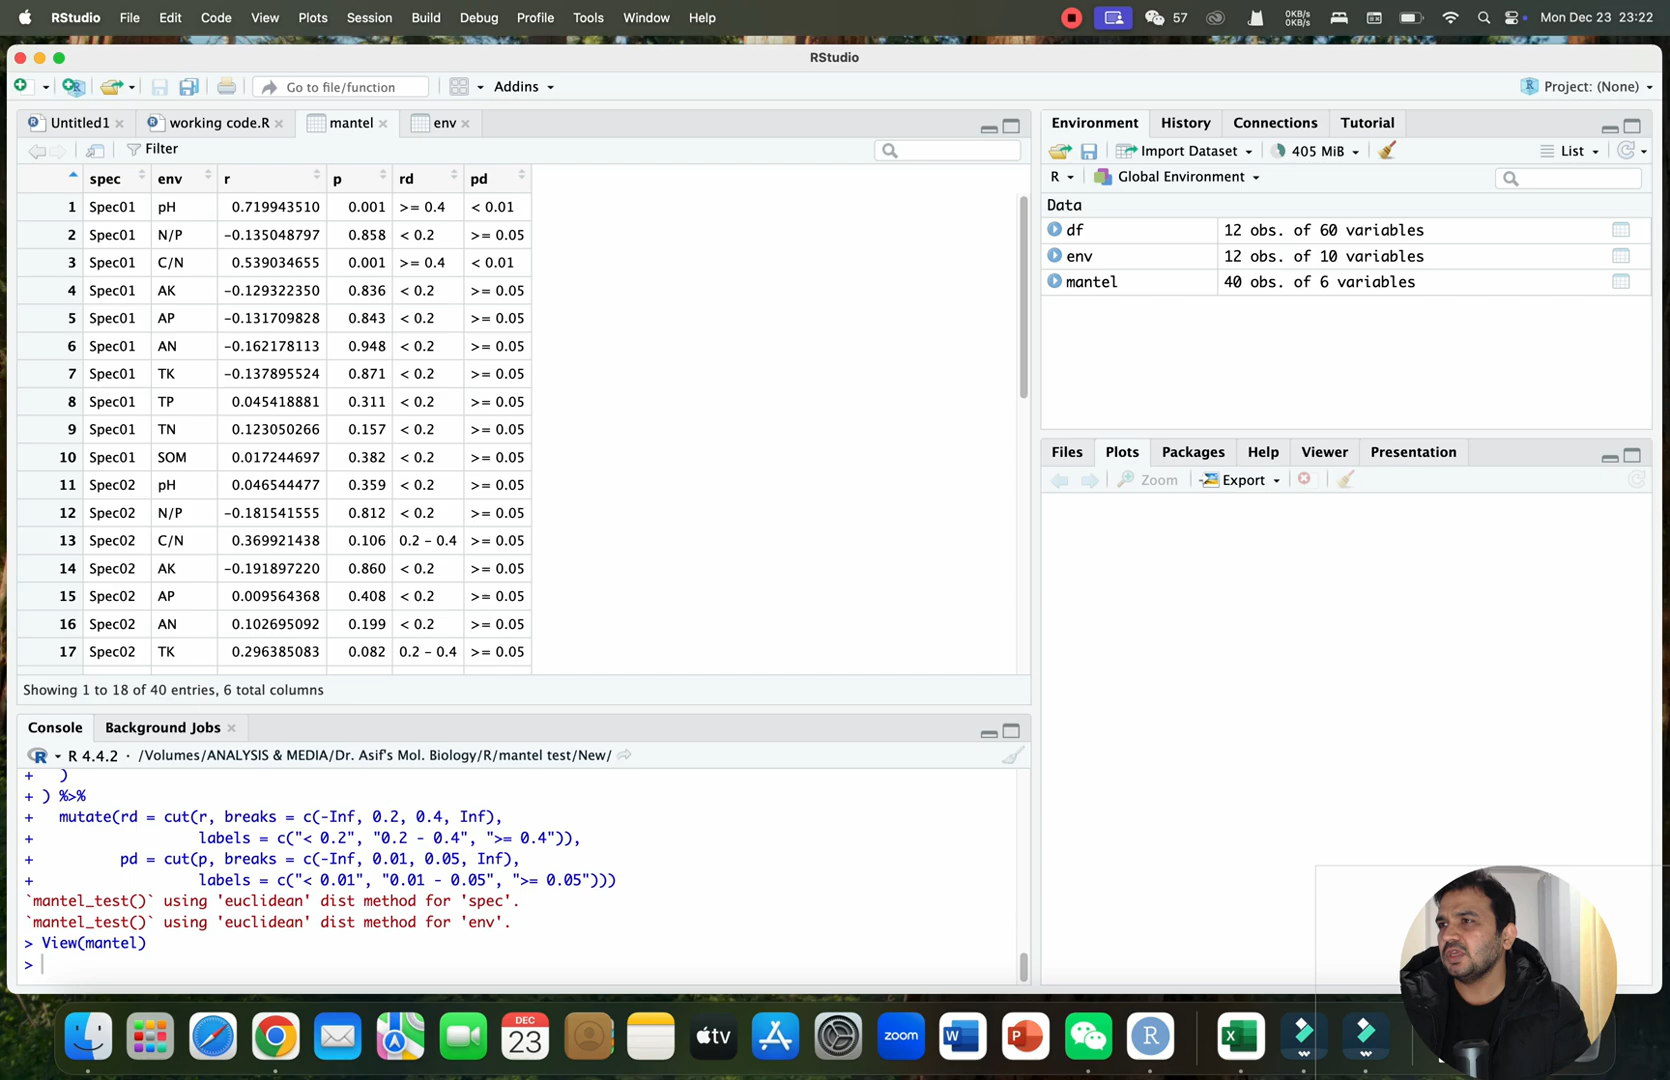 RStudio File Edit Code View Plots Session Build Debug Profile Tools Window Help 57 0KB/s 0KB/s Mon Dec 23 23:22
RStudio
Go to file/function Addins Project: (None)
Untitled1 working code.R mantel env
Filter
spec env r p rd pd
1 Spec01 pH 0.719943510 0.001 >= 0.4 < 0.01
2 Spec01 N/P -0.135048797 0.858 < 0.2 >= 0.05
3 Spec01 C/N 0.539034655 0.001 >= 0.4 < 0.01
4 Spec01 AK -0.129322350 0.836 < 0.2 >= 0.05
5 Spec01 AP -0.131709828 0.843 < 0.2 >= 0.05
6 Spec01 AN -0.162178113 0.948 < 0.2 >= 0.05
7 Spec01 TK -0.137895524 0.871 < 0.2 >= 0.05
8 Spec01 TP 0.045418881 0.311 < 0.2 >= 0.05
9 Spec01 TN 0.123050266 0.157 < 0.2 >= 0.05
10 Spec01 SOM 0.017244697 0.382 < 0.2 >= 0.05
11 Spec02 pH 0.046544477 0.359 < 0.2 >= 0.05
12 Spec02 N/P -0.181541555 0.812 < 0.2 >= 0.05
13 Spec02 C/N 0.369921438 0.106 0.2 - 0.4 >= 0.05
14 Spec02 AK -0.191897220 0.860 < 0.2 >= 0.05
15 Spec02 AP 0.009564368 0.408 < 0.2 >= 0.05
16 Spec02 AN 0.102695092 0.199 < 0.2 >= 0.05
17 Spec02 TK 0.296385083 0.082 0.2 - 0.4 >= 0.05
Showing 1 to 18 of 40 entries, 6 total columns
Console Background Jobs
R 4.4.2 · /Volumes/ANALYSIS & MEDIA/Dr. Asif's Mol. Biology/R/mantel test/New/
+ )
+ ) %>%
+ mutate(rd = cut(r, breaks = c(-Inf, 0.2, 0.4, Inf),
+ labels = c("< 0.2", "0.2 - 0.4", ">= 0.4")),
+ pd = cut(p, breaks = c(-Inf, 0.01, 0.05, Inf),
+ labels = c("< 0.01", "0.01 - 0.05", ">= 0.05")))
`mantel_test()` using 'euclidean' dist method for 'spec'.
`mantel_test()` using 'euclidean' dist method for 'env'.
> View(mantel)
>
Environment History Connections Tutorial
Import Dataset 405 MiB List
R Global Environment
Data
df 12 obs. of 60 variables
env 12 obs. of 10 variables
mantel 40 obs. of 6 variables
Files Plots Packages Help Viewer Presentation
Zoom Export
DEC
23
tv
zoom
W
P
R
X